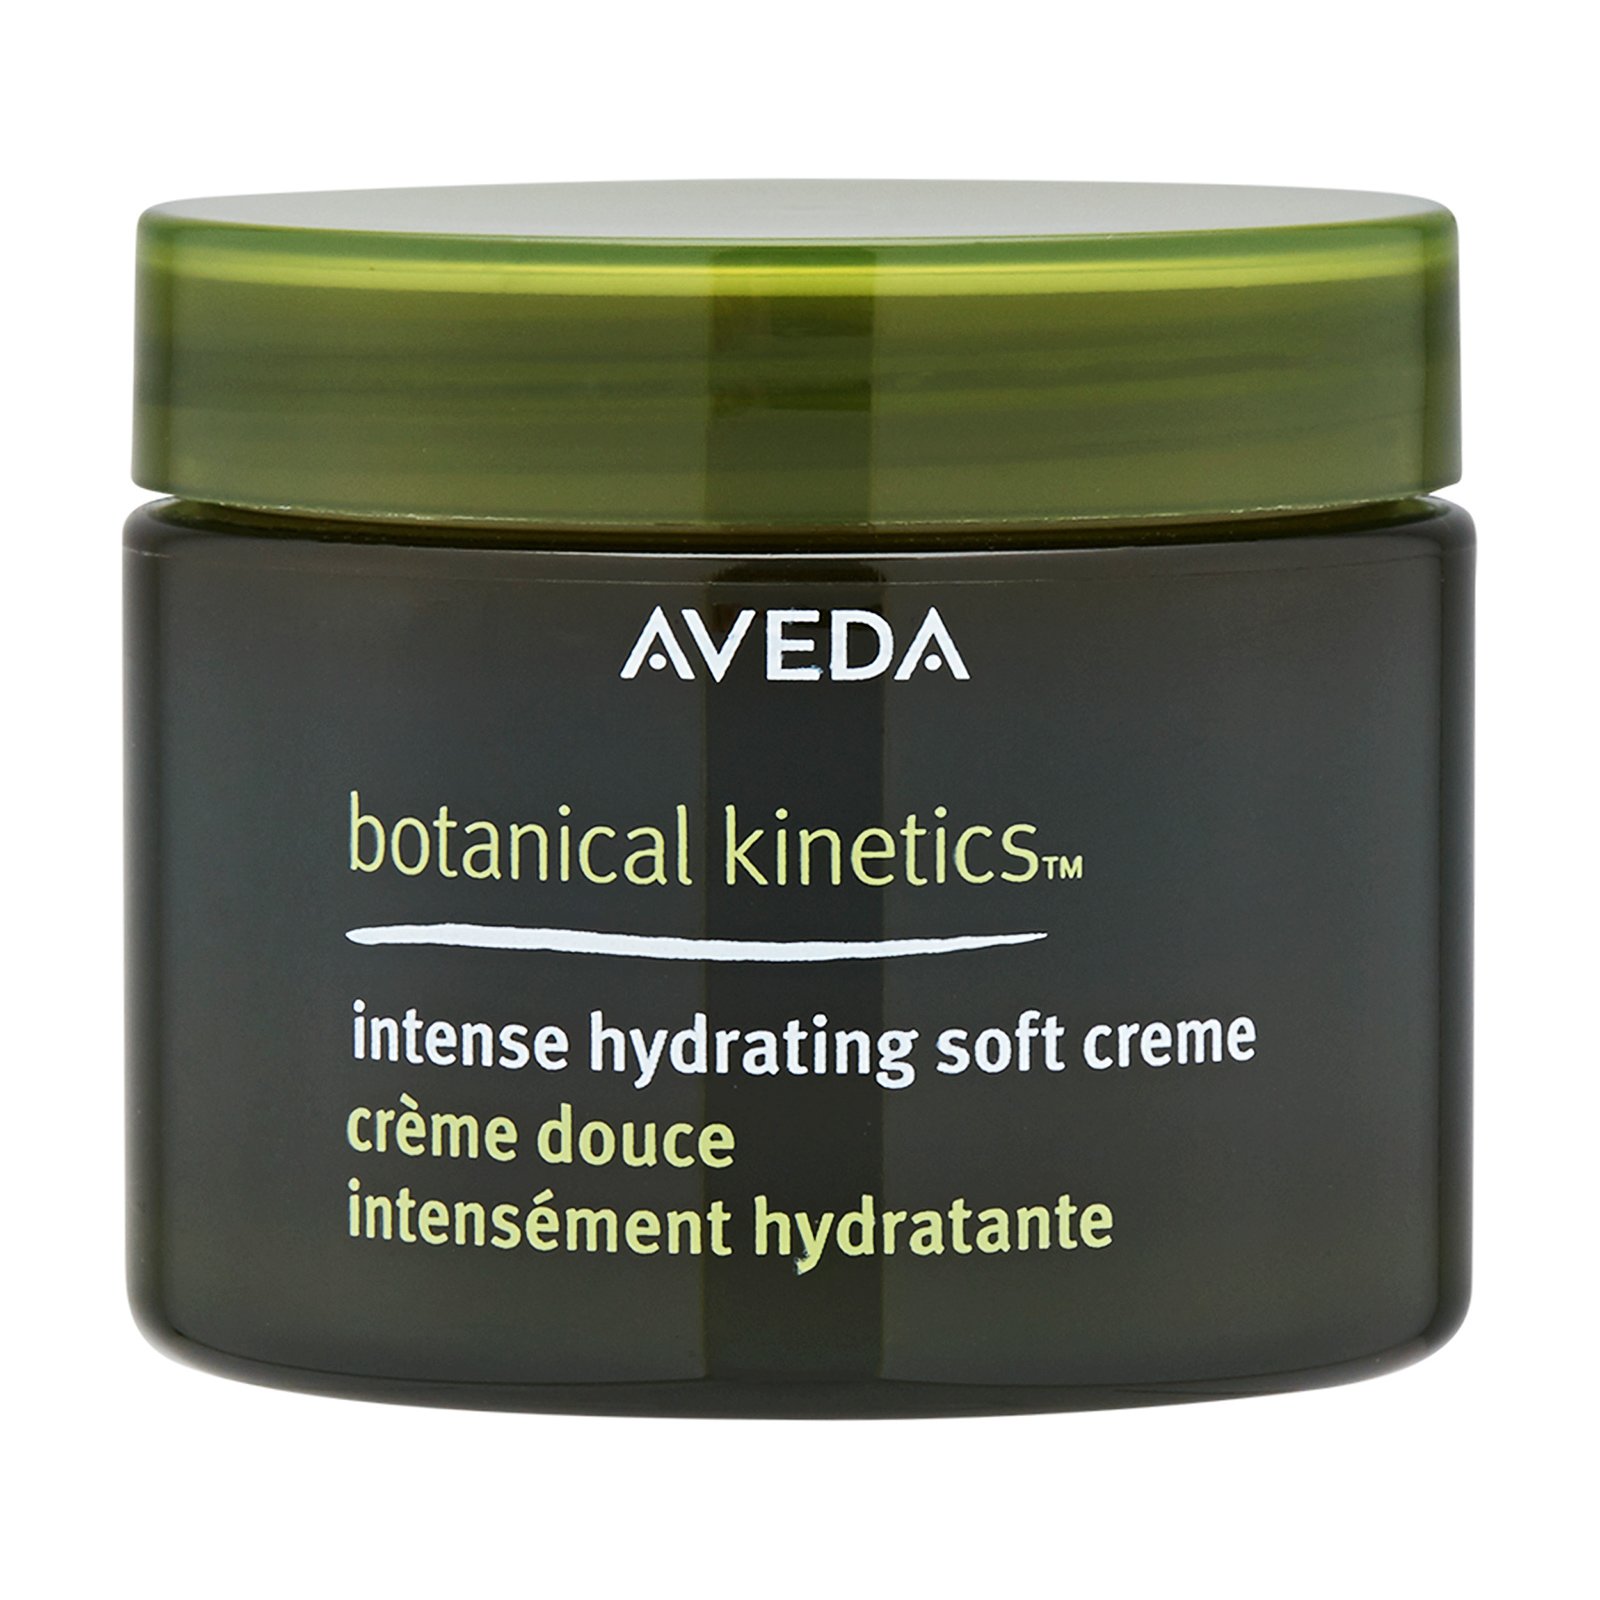 AVEDA
botanical kinetics™
intense hydrating soft creme
crème douce
intensément hydratante